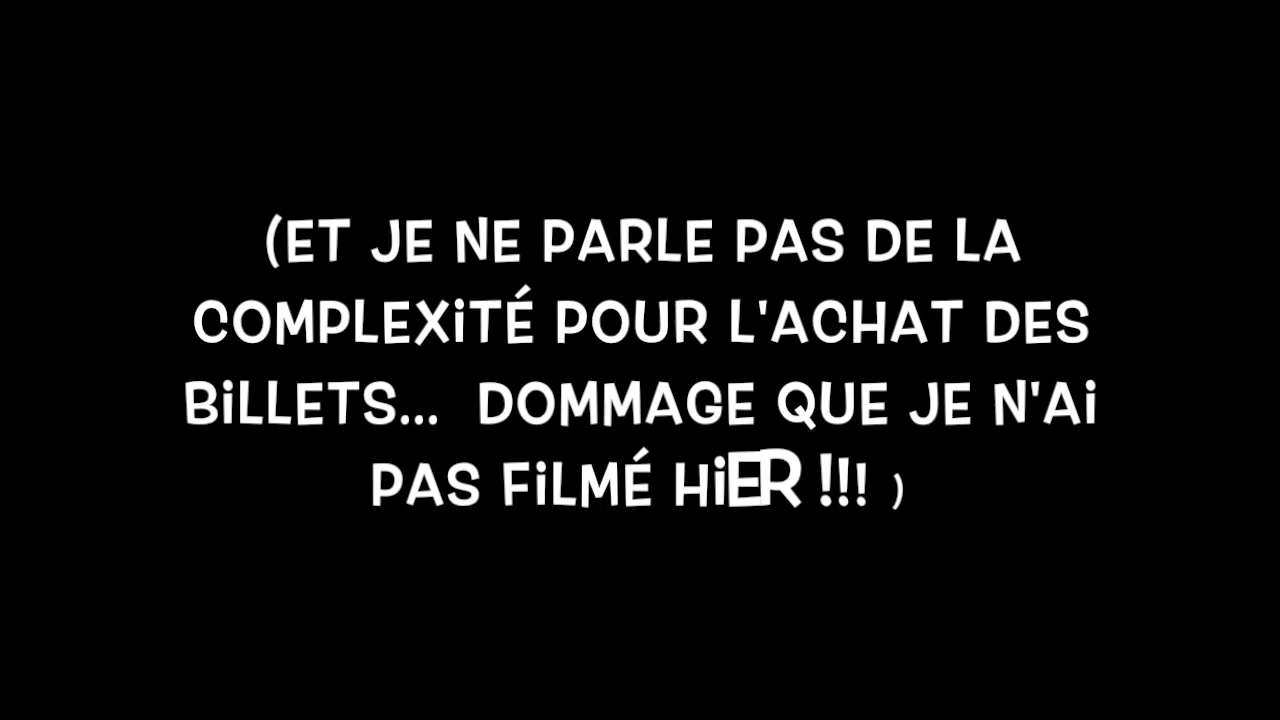 (ET JE NE PARLE PAS DE LA
COMPLEXiTÉ POUR L'ACHAT DES
BiLLETS...  DOMMAGE QUE JE N'Ai
PAS FiLMÉ HiER !!! )